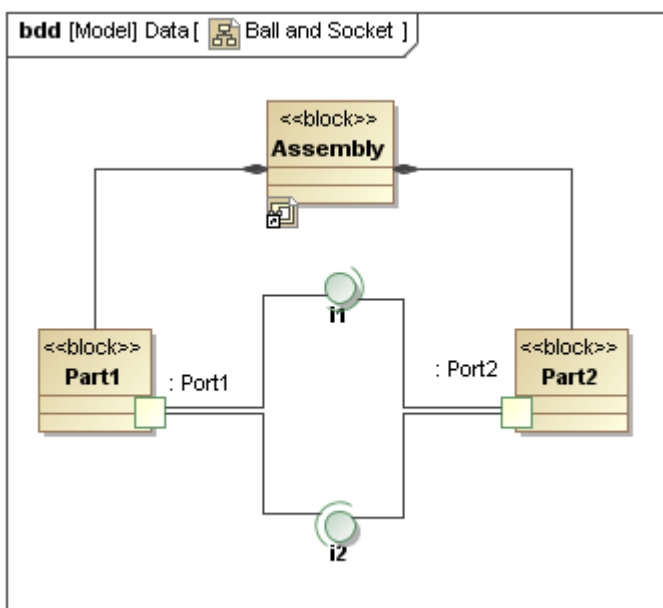 bdd [Model] Data [ Ball and Socket ]
<<block>>
Assembly
i1
<<block>>
Part1
: Port1
: Port2
<<block>>
Part2
i2